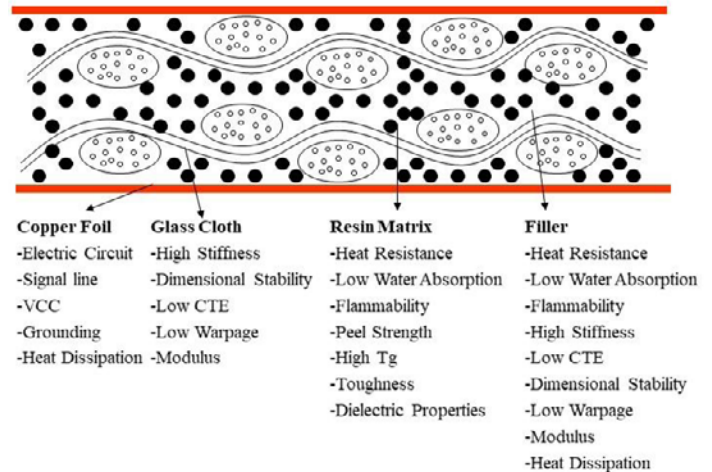 Copper Foil
-Electric Circuit
-Signal line
-VCC
-Grounding
-Heat Dissipation
Glass Cloth
-High Stiffness
-Dimensional Stability
-Low CTE
-Low Warpage
-Modulus
Resin Matrix
-Heat Resistance
-Low Water Absorption
-Flammability
-Peel Strength
-High Tg
-Toughness
-Dielectric Properties
Filler
-Heat Resistance
-Low Water Absorption
-Flammability
-High Stiffness
-Low CTE
-Dimensional Stability
-Low Warpage
-Modulus
-Heat Dissipation